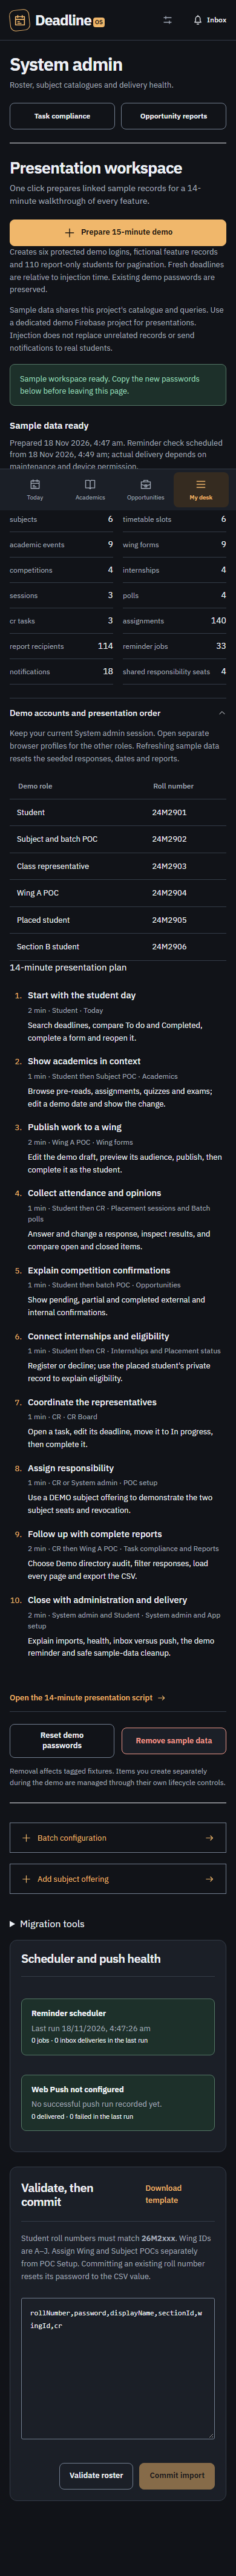 Deadline OS
Inbox
System admin
Roster, subject catalogues and delivery health.
Task compliance
Opportunity reports
Presentation workspace
One click prepares linked sample records for a 14-
minute walkthrough of every feature.
Prepare 15-minute demo
Creates six protected demo logins, fictional feature records
and 110 report-only students for pagination. Fresh deadlines
are relative to injection time. Existing demo passwords are
preserved.
Sample data shares this project's catalogue and queries. Use
a dedicated demo Firebase project for presentations.
Injection does not replace unrelated records or send
notifications to real students.
Sample workspace ready. Copy the new passwords
below before leaving this page.
Sample data ready
Prepared 18 Nov 2026, 4:47 am. Reminder check scheduled
from 18 Nov 2026, 4:49 am; actual delivery depends on
maintenance and device permission.
Today
Academics
Opportunities
My desk
subjects 6
timetable slots 6
academic events 9
wing forms 9
competitions 4
internships 4
sessions 3
polls 4
cr tasks 3
assignments 140
report recipients 114
reminder jobs 33
notifications 18
shared responsibility seats 4
Demo accounts and presentation order
Keep your current System admin session. Open separate
browser profiles for the other roles. Refreshing sample data
resets the seeded responses, dates and reports.
Demo role Roll number
Student 24M2901
Subject and batch POC 24M2902
Class representative 24M2903
Wing A POC 24M2904
Placed student 24M2905
Section B student 24M2906
14-minute presentation plan
1. Start with the student day
2 min · Student · Today
Search deadlines, compare To do and Completed,
complete a form and reopen it.
2. Show academics in context
1 min · Student then Subject POC · Academics
Browse pre-reads, assignments, quizzes and exams;
edit a demo date and show the change.
3. Publish work to a wing
2 min · Wing A POC · Wing forms
Edit the demo draft, preview its audience, publish, then
complete it as the student.
4. Collect attendance and opinions
1 min · Student then CR · Placement sessions and Batch
polls
Answer and change a response, inspect results, and
compare open and closed items.
5. Explain competition confirmations
1 min · Student then batch POC · Opportunities
Show pending, partial and completed external and
internal confirmations.
6. Connect internships and eligibility
1 min · Student then CR · Internships and Placement status
Register or decline; use the placed student's private
record to explain eligibility.
7. Coordinate the representatives
1 min · CR · CR Board
Open a task, edit its deadline, move it to In progress,
then complete it.
8. Assign responsibility
1 min · CR or System admin · POC setup
Use a DEMO subject offering to demonstrate the two
subject seats and revocation.
9. Follow up with complete reports
2 min · CR then Wing A POC · Task compliance and Reports
Choose Demo directory audit, filter responses, load
every page and export the CSV.
10. Close with administration and delivery
2 min · System admin and Student · System admin and App
setup
Explain imports, health, inbox versus push, the demo
reminder and safe sample-data cleanup.
Open the 14-minute presentation script →
Reset demo
passwords
Remove sample data
Removal affects tagged fixtures. Items you create separately
during the demo are managed through their own lifecycle controls.
Batch configuration
Add subject offering
Migration tools
Scheduler and push health
Reminder scheduler
Last run 18/11/2026, 4:47:26 am
0 jobs · 0 inbox deliveries in the last run
Web Push not configured
No successful push run recorded yet.
0 delivered · 0 failed in the last run
Validate, then
commit
Download
template
Student roll numbers must match 26M2xxx. Wing IDs
are A–J. Assign Wing and Subject POCs separately
from POC Setup. Committing an existing roll number
resets its password to the CSV value.
rollNumber,password,displayName,sectionId,w
ingId,cr
Validate roster
Commit import